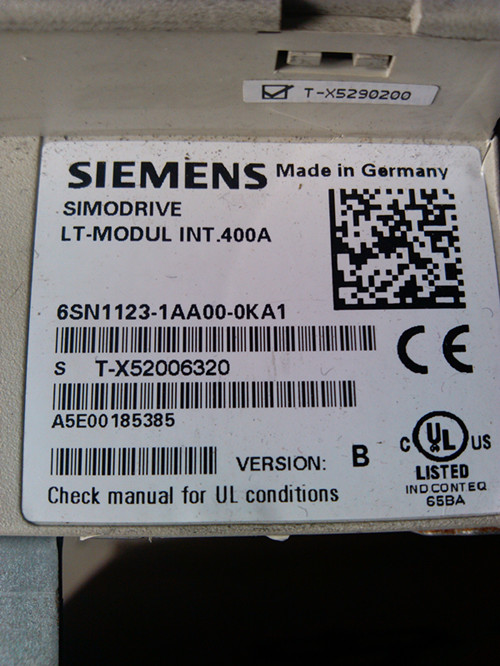 T-X5290200
SIEMENS Made in Germany
SIMODRIVE
LT-MODUL INT.400A
6SN1123-1AA00-0KA1
CE
S T-X52006320
A5E00185385
C UL US
LISTED
IND.CONT.EQ
65BA
VERSION: B
Check manual for UL conditions